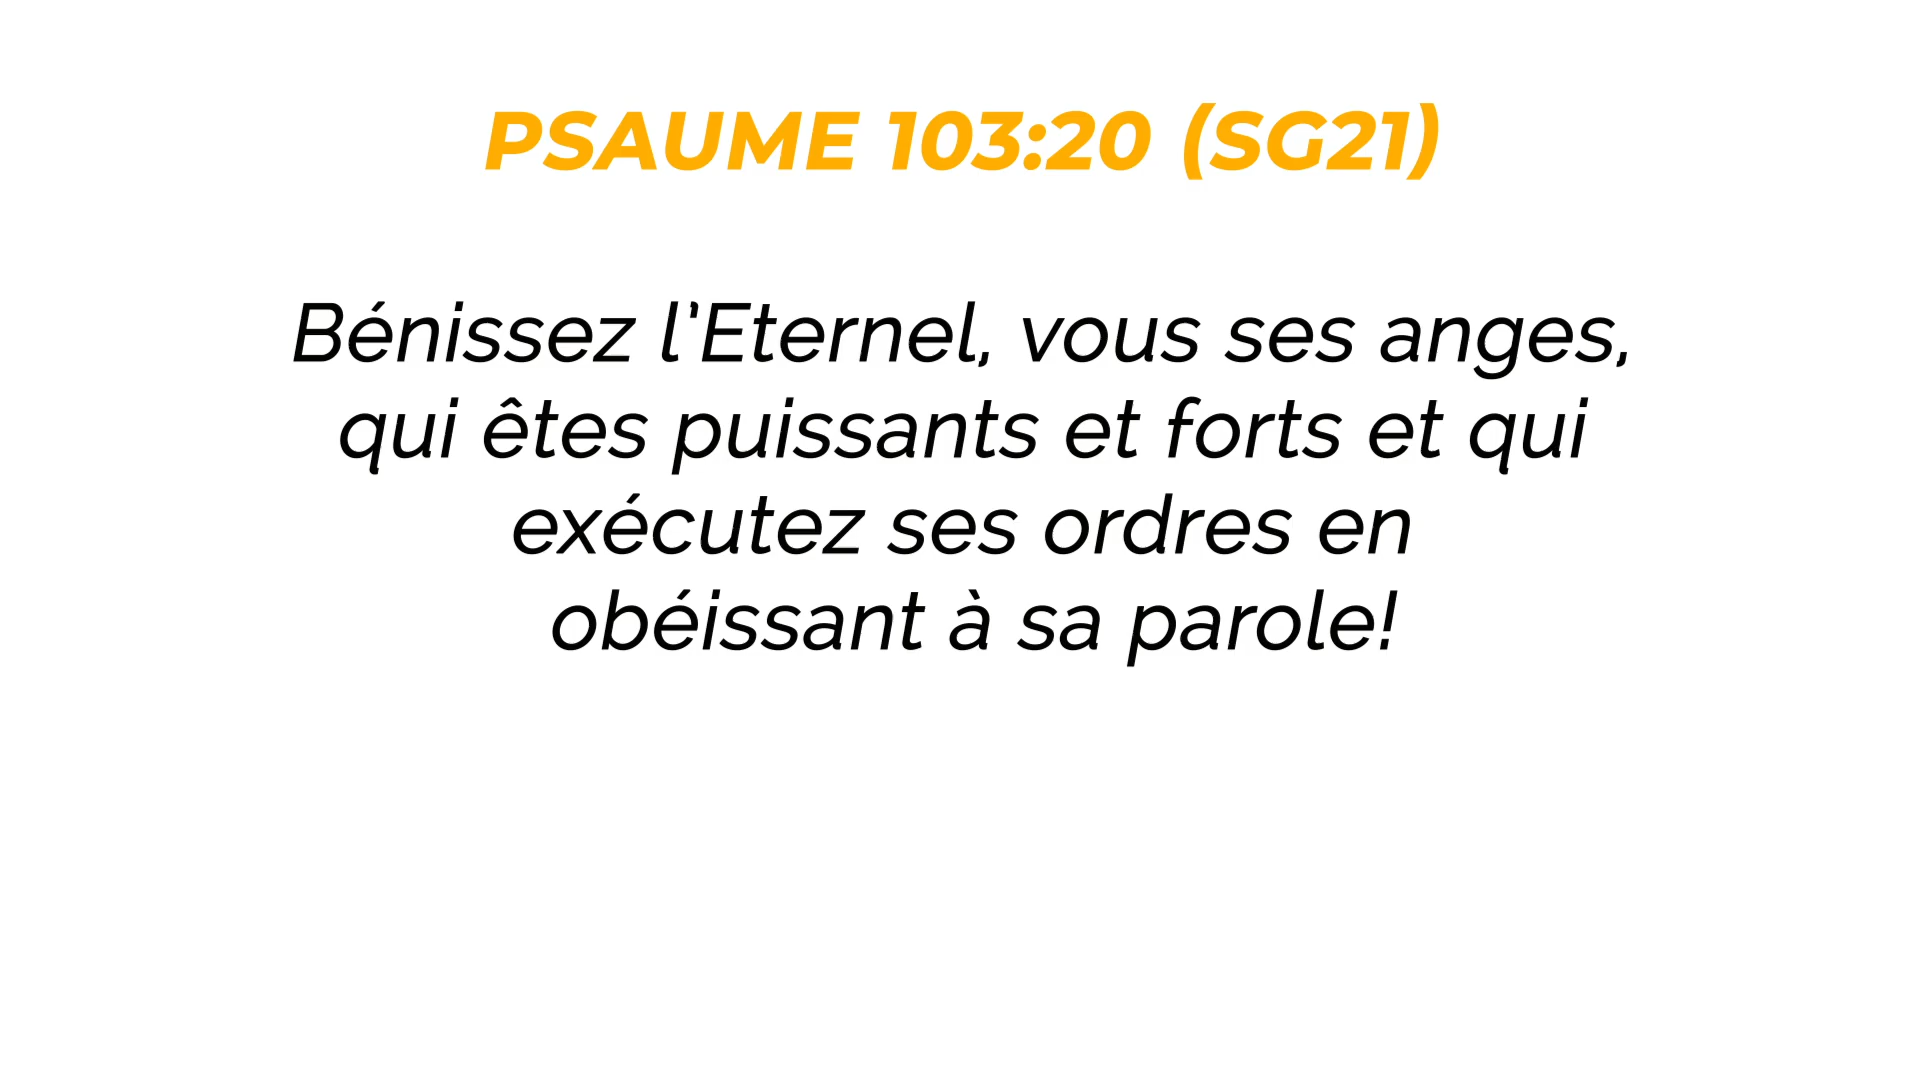 PSAUME 103:20 (SG21)
Bénissez l'Eternel, vous ses anges,
qui êtes puissants et forts et qui
exécutez ses ordres en
obéissant à sa parole!